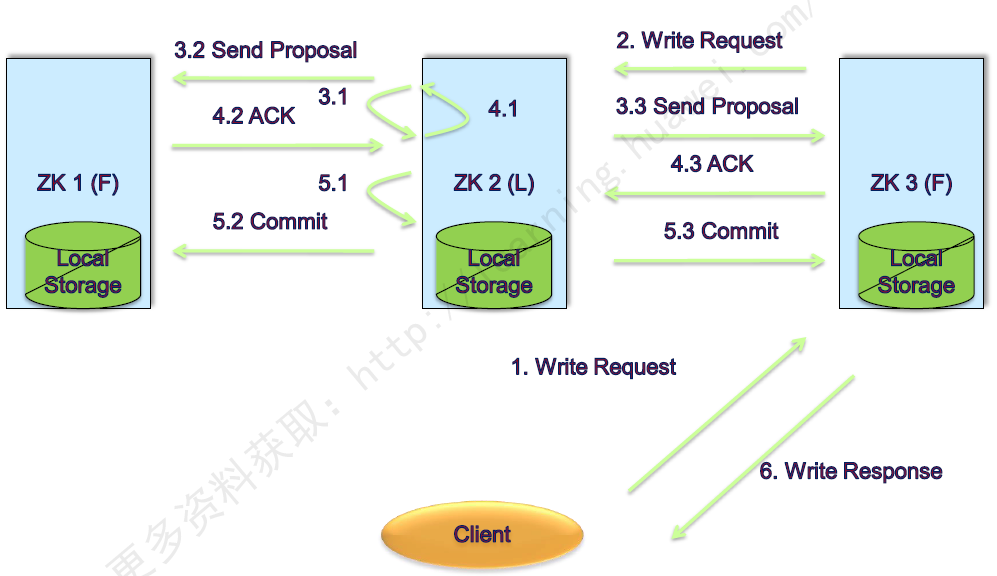 3.2 Send Proposal
2. Write Request
3.1
4.1
3.3 Send Proposal
4.2 ACK
4.3 ACK
ZK 1 (F)
5.1
ZK 2 (L)
ZK 3 (F)
5.2 Commit
5.3 Commit
Local
Storage
Local
Storage
Local
Storage
1. Write Request
6. Write Response
Client
更多资料获取：http://learning.huawei.com/